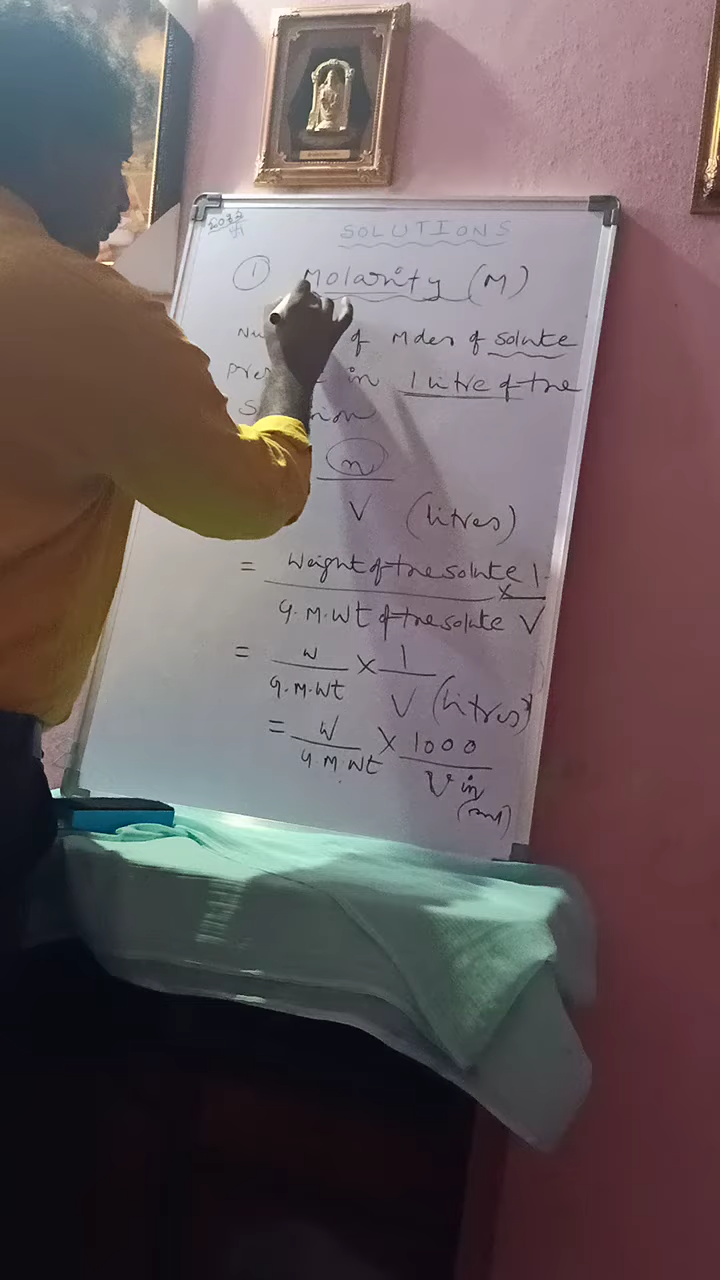 SOLUTIONS
① Molarity (M)
of Moles of solute
in 1 litre of the
n
V (litres)
= Weight of the solute × 1
G.M.Wt of the solute V
= W × 1
G.M.Wt V (litres)
= W × 1000
G.M.Wt V in
(ml)